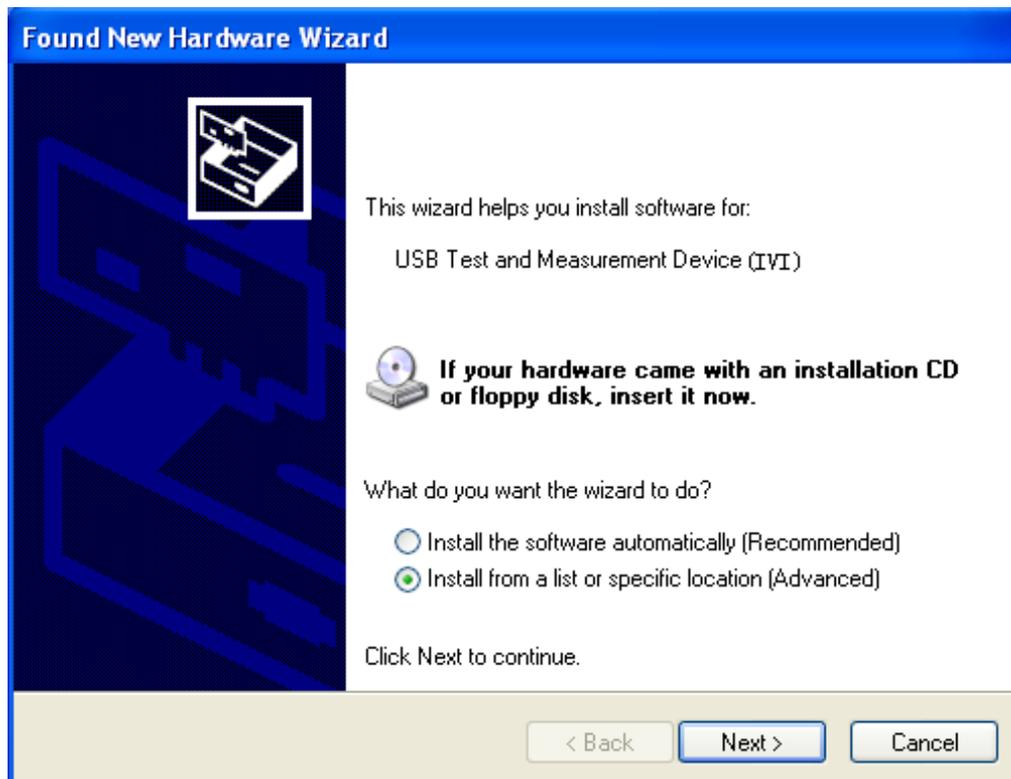 Found New Hardware Wizard
This wizard helps you install software for:
USB Test and Measurement Device (IVI)
If your hardware came with an installation CD
or floppy disk, insert it now.
What do you want the wizard to do?
Install the software automatically (Recommended)
Install from a list or specific location (Advanced)
Click Next to continue.
< Back
Next >
Cancel